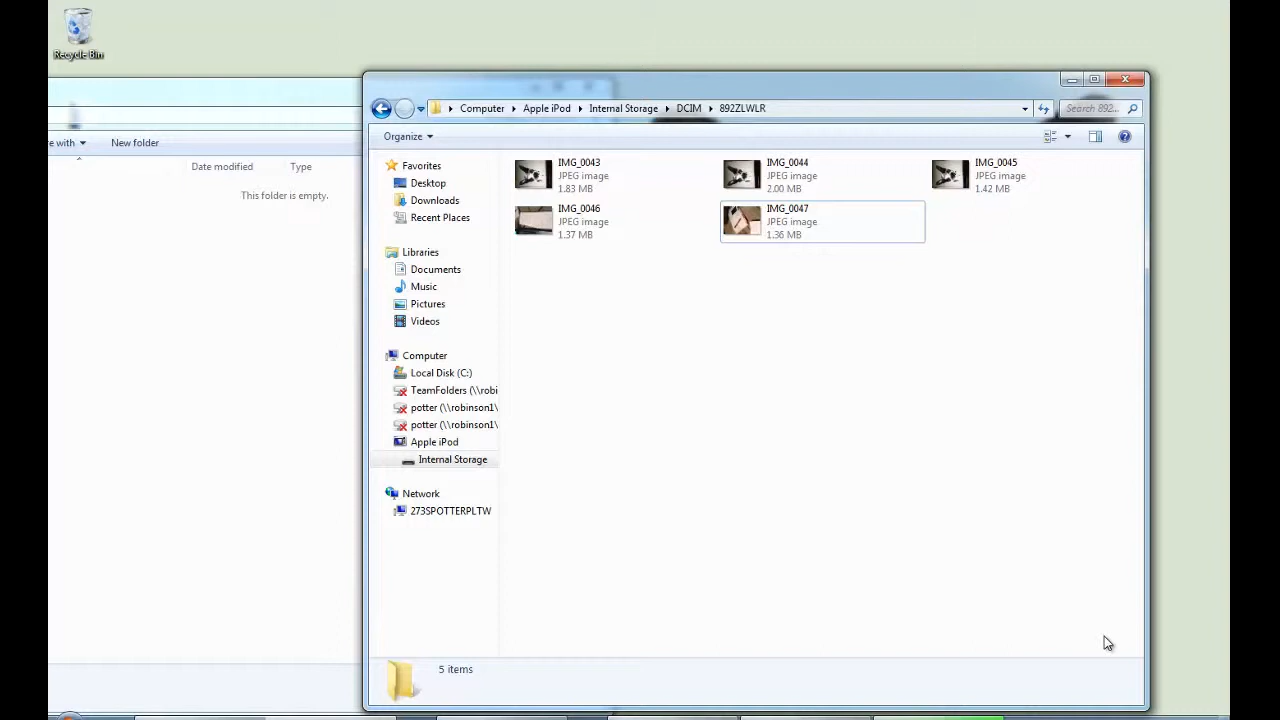 Recycle Bin
e with
New folder
Date modified
Type
This folder is empty.
Computer
Apple iPod
Internal Storage
DCIM
892ZLWLR
Search 892...
Organize
Favorites
Desktop
Downloads
Recent Places
Libraries
Documents
Music
Pictures
Videos
Computer
Local Disk (C:)
TeamFolders (\\robi
potter (\\robinson1\
potter (\\robinson1\
Apple iPod
Internal Storage
Network
273SPOTTERPLTW
IMG_0043
JPEG image
1.83 MB
IMG_0044
JPEG image
2.00 MB
IMG_0045
JPEG image
1.42 MB
IMG_0046
JPEG image
1.37 MB
IMG_0047
JPEG image
1.36 MB
5 items